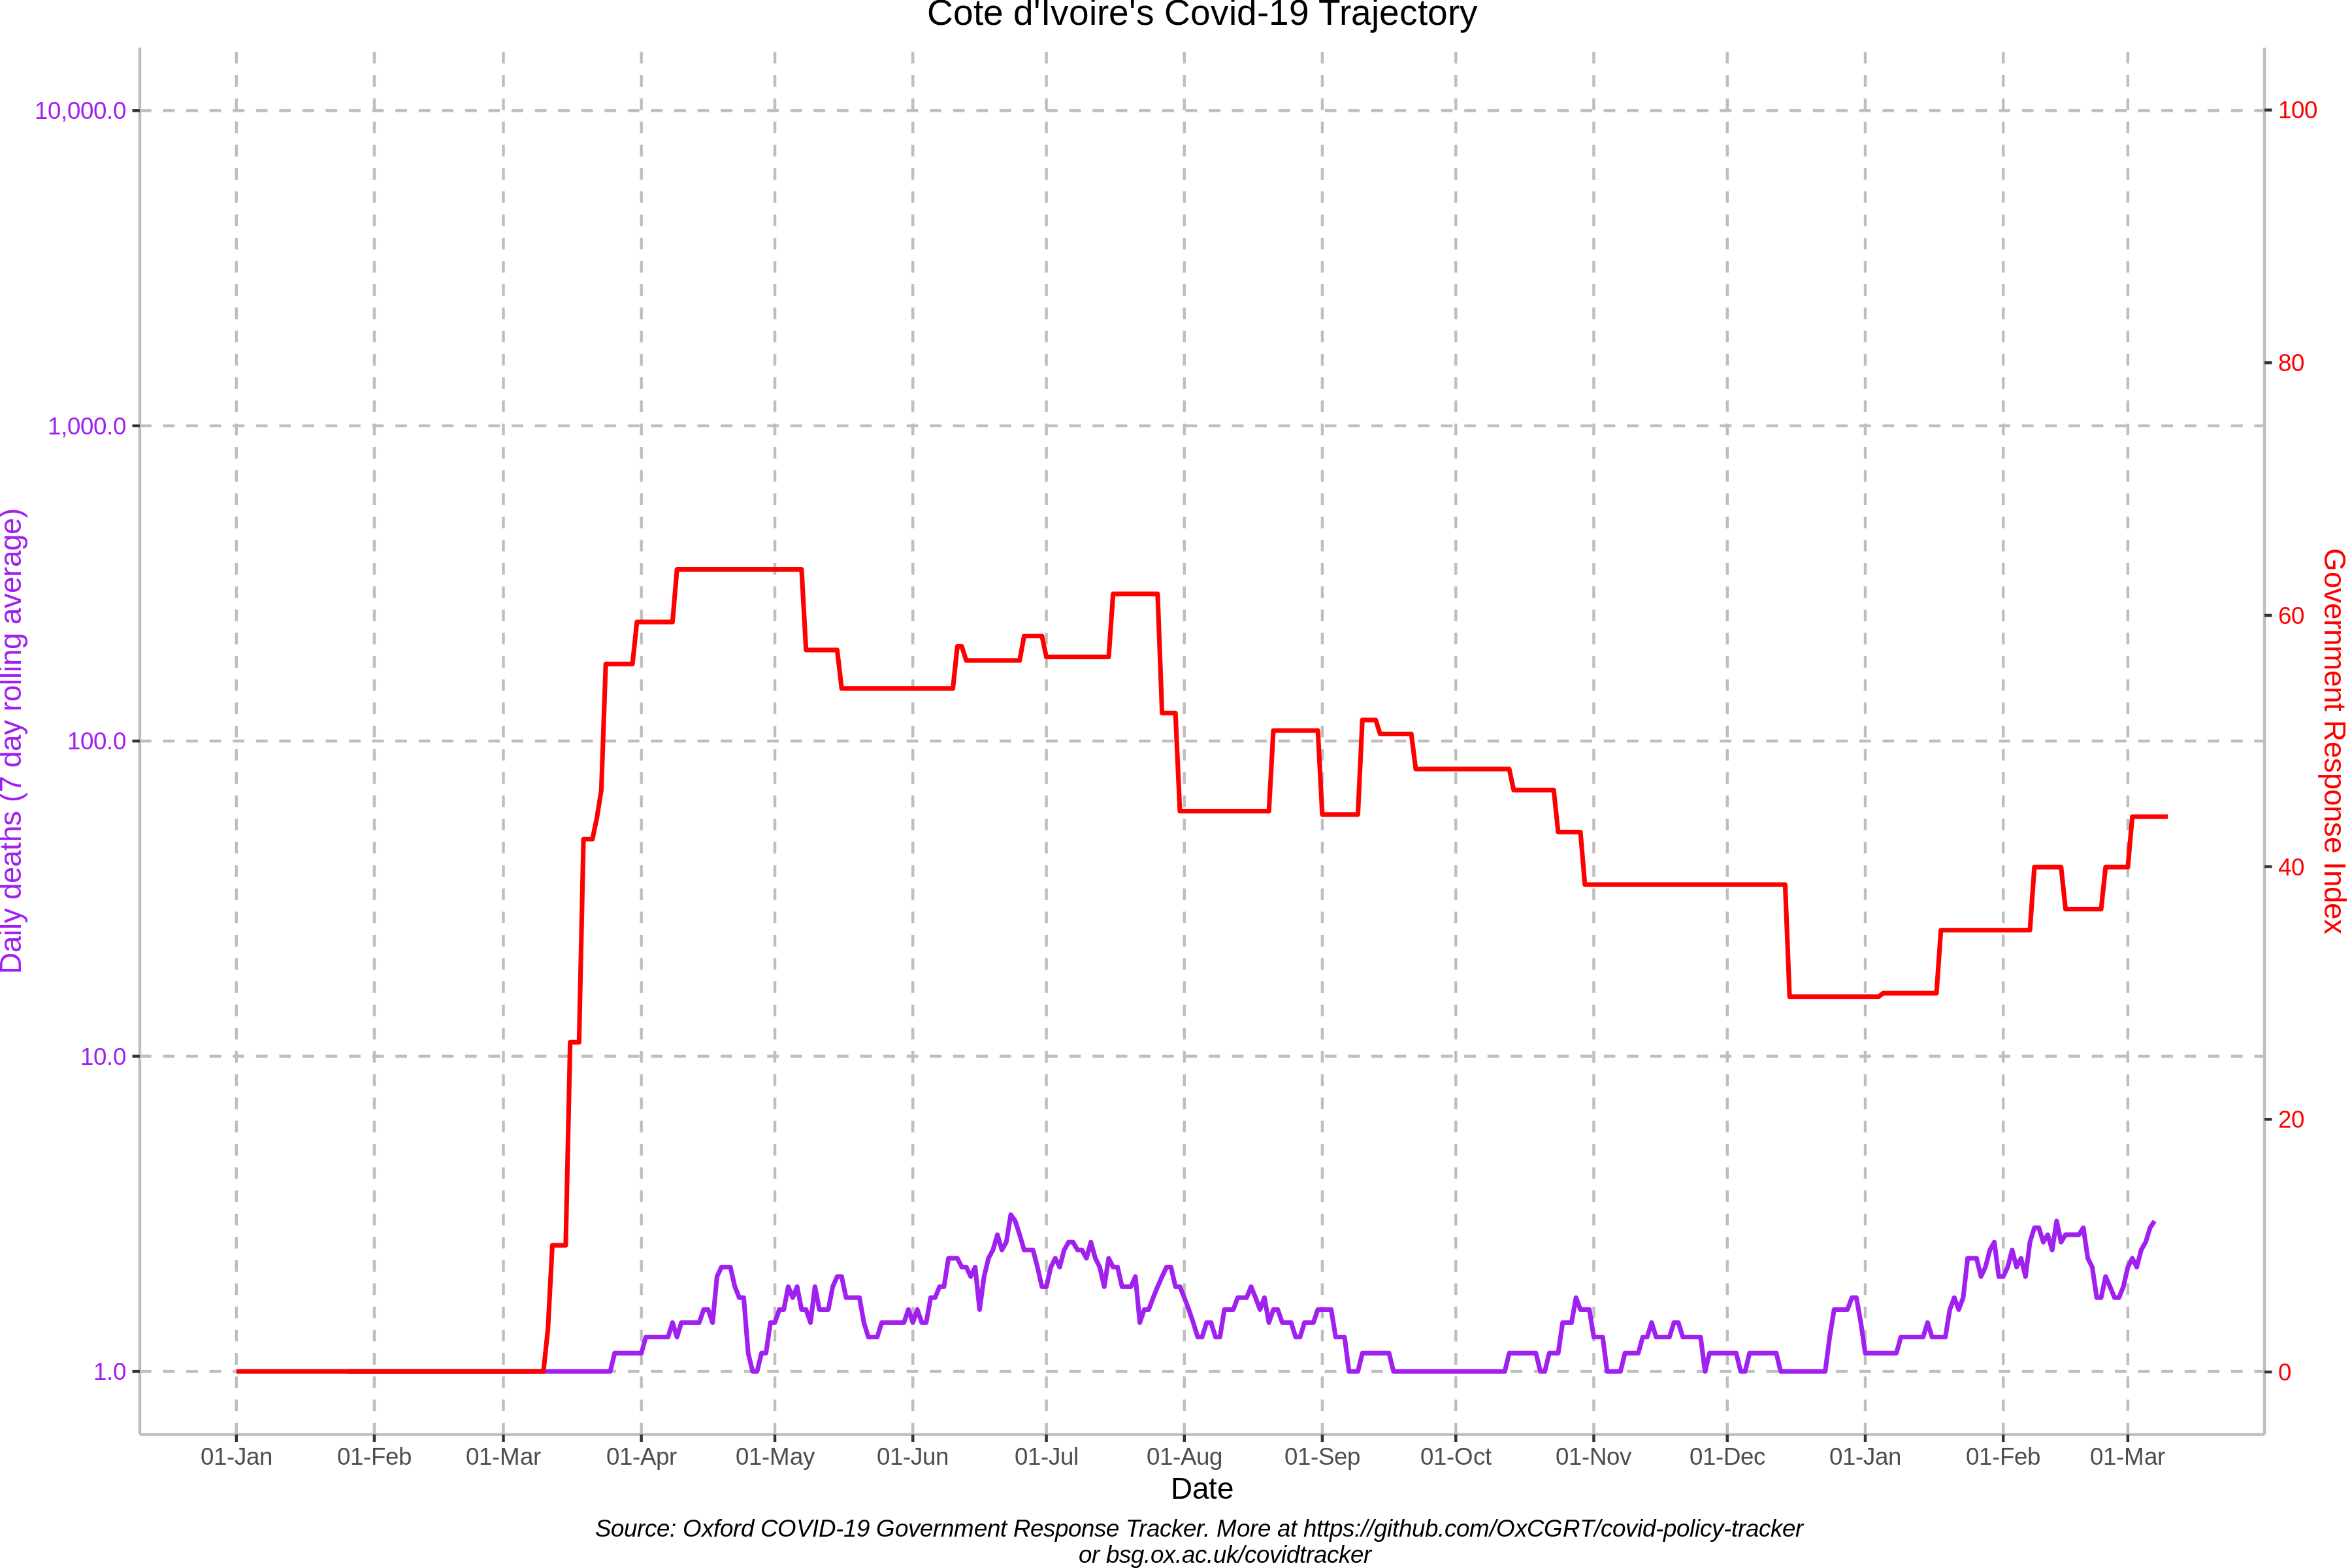 Cote d'Ivoire's Covid-19 Trajectory
10,000.0
1,000.0
100.0
10.0
1.0
Daily deaths (7 day rolling average)
100
80
60
40
20
0
Government Response Index
01-Jan 01-Feb 01-Mar 01-Apr 01-May 01-Jun 01-Jul 01-Aug 01-Sep 01-Oct 01-Nov 01-Dec 01-Jan 01-Feb 01-Mar
Date
Source: Oxford COVID-19 Government Response Tracker. More at https://github.com/OxCGRT/covid-policy-tracker
or bsg.ox.ac.uk/covidtracker